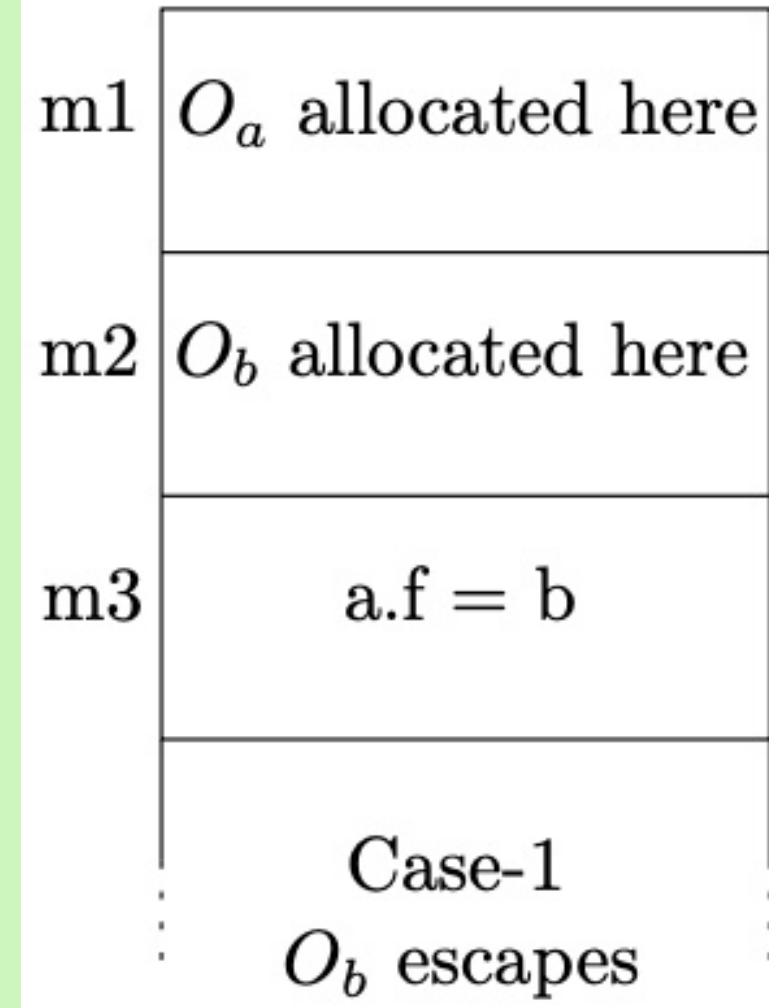 m1 O_a allocated here
m2 O_b allocated here
m3 a.f = b
Case-1
O_b escapes